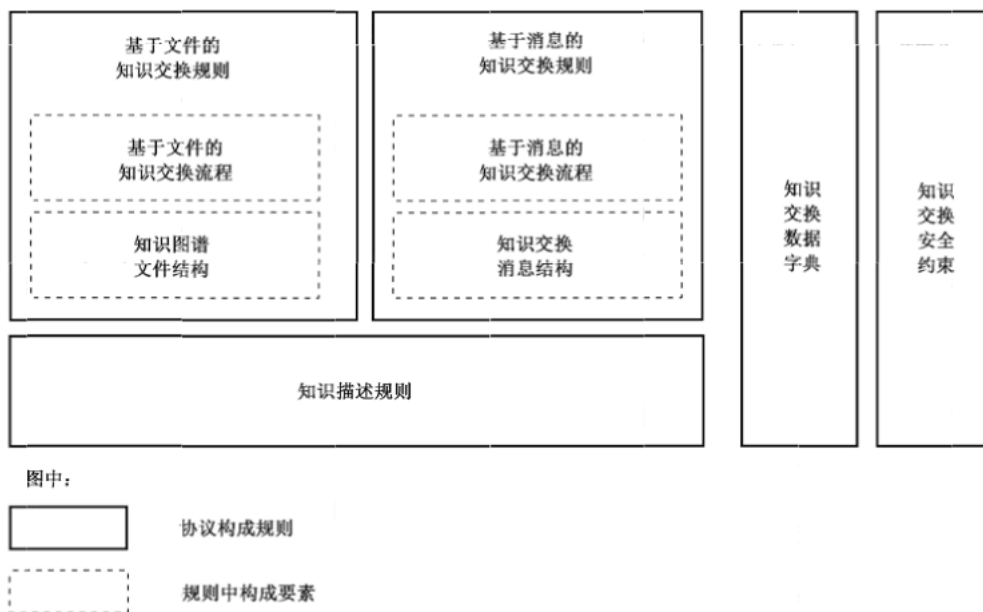 基于文件的
知识交换规则
基于文件的
知识交换流程
知识图谱
文件结构
基于消息的
知识交换规则
基于消息的
知识交换流程
知识交换
消息结构
知识
交换
数据
字典
知识
交换
安全
约束
知识描述规则
图中：
协议构成规则
规则中构成要素